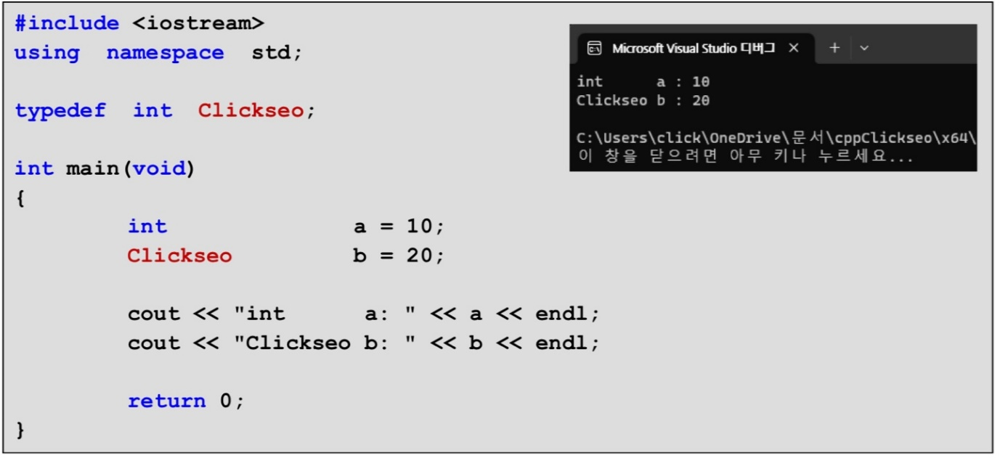 #include <iostream>
using namespace std;
typedef int Clickseo;
int main(void)
{
int a = 10;
Clickseo b = 20;
cout << "int a: " << a << endl;
cout << "Clickseo b: " << b << endl;
return 0;
}
Microsoft Visual Studio 디버그 × + ˅
int a : 10
Clickseo b : 20
C:\Users\click\OneDrive\문서\cppClickseo\x64\
이 창을 닫으려면 아무 키나 누르세요...